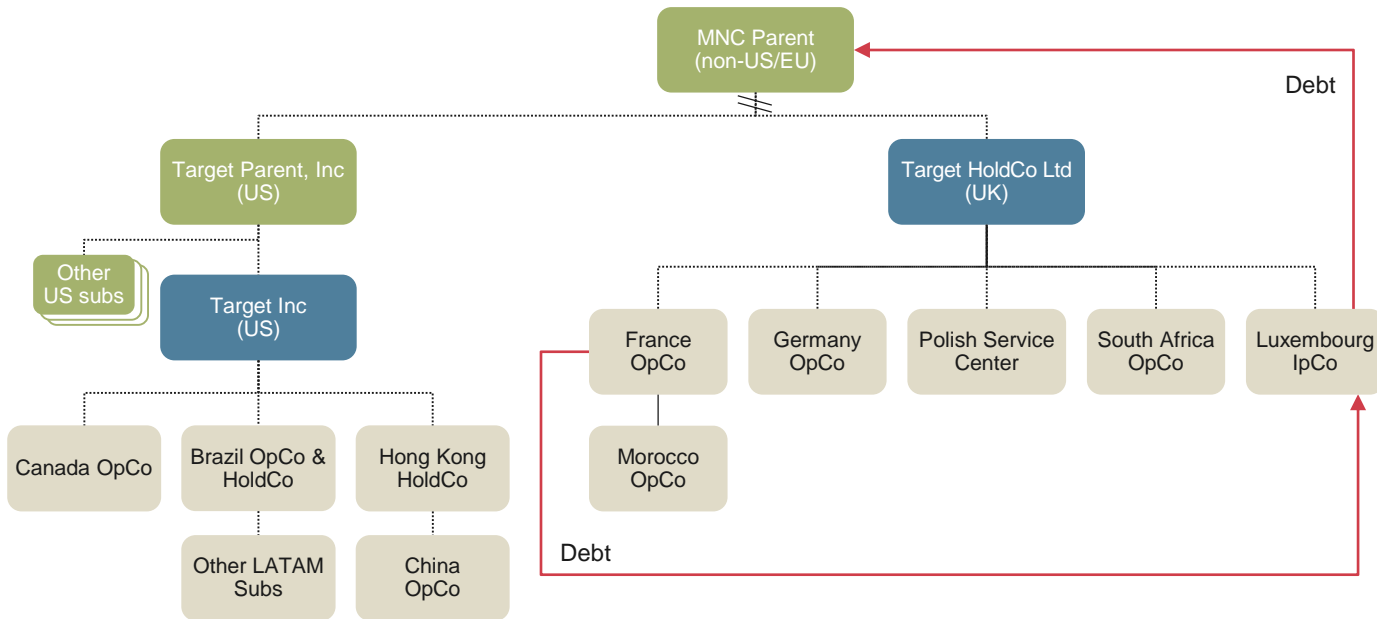 MNC Parent
(non-US/EU)
Debt
Target Parent, Inc
(US)
Target HoldCo Ltd
(UK)
Other
US subs
Target Inc
(US)
France
OpCo
Germany
OpCo
Polish Service
Center
South Africa
OpCo
Luxembourg
IpCo
Canada OpCo
Brazil OpCo &
HoldCo
Hong Kong
HoldCo
Morocco
OpCo
Other LATAM
Subs
China
OpCo
Debt